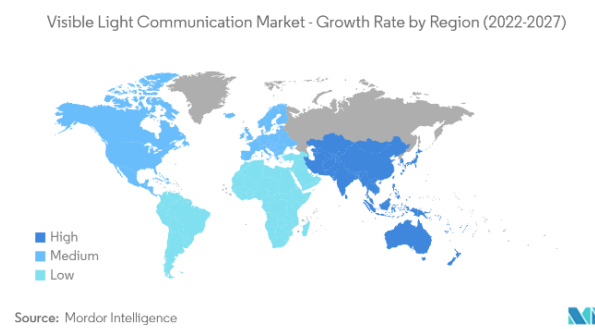 Visible Light Communication Market - Growth Rate by Region (2022-2027)
High
Medium
Low
Source: Mordor Intelligence